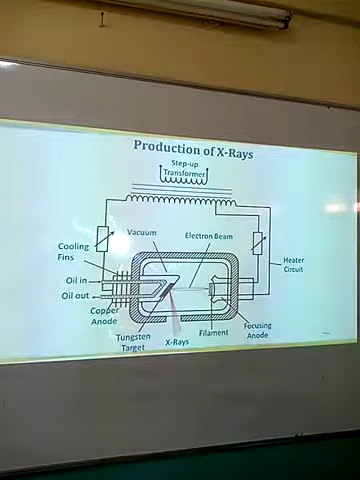 Production of X-Rays
Step-up
Transformer
Cooling
Fins
Vacuum
Electron Beam
Heater
Circuit
Oil in
Oil out
Copper
Anode
Tungsten
Target
X-Rays
Filament
Focusing
Anode